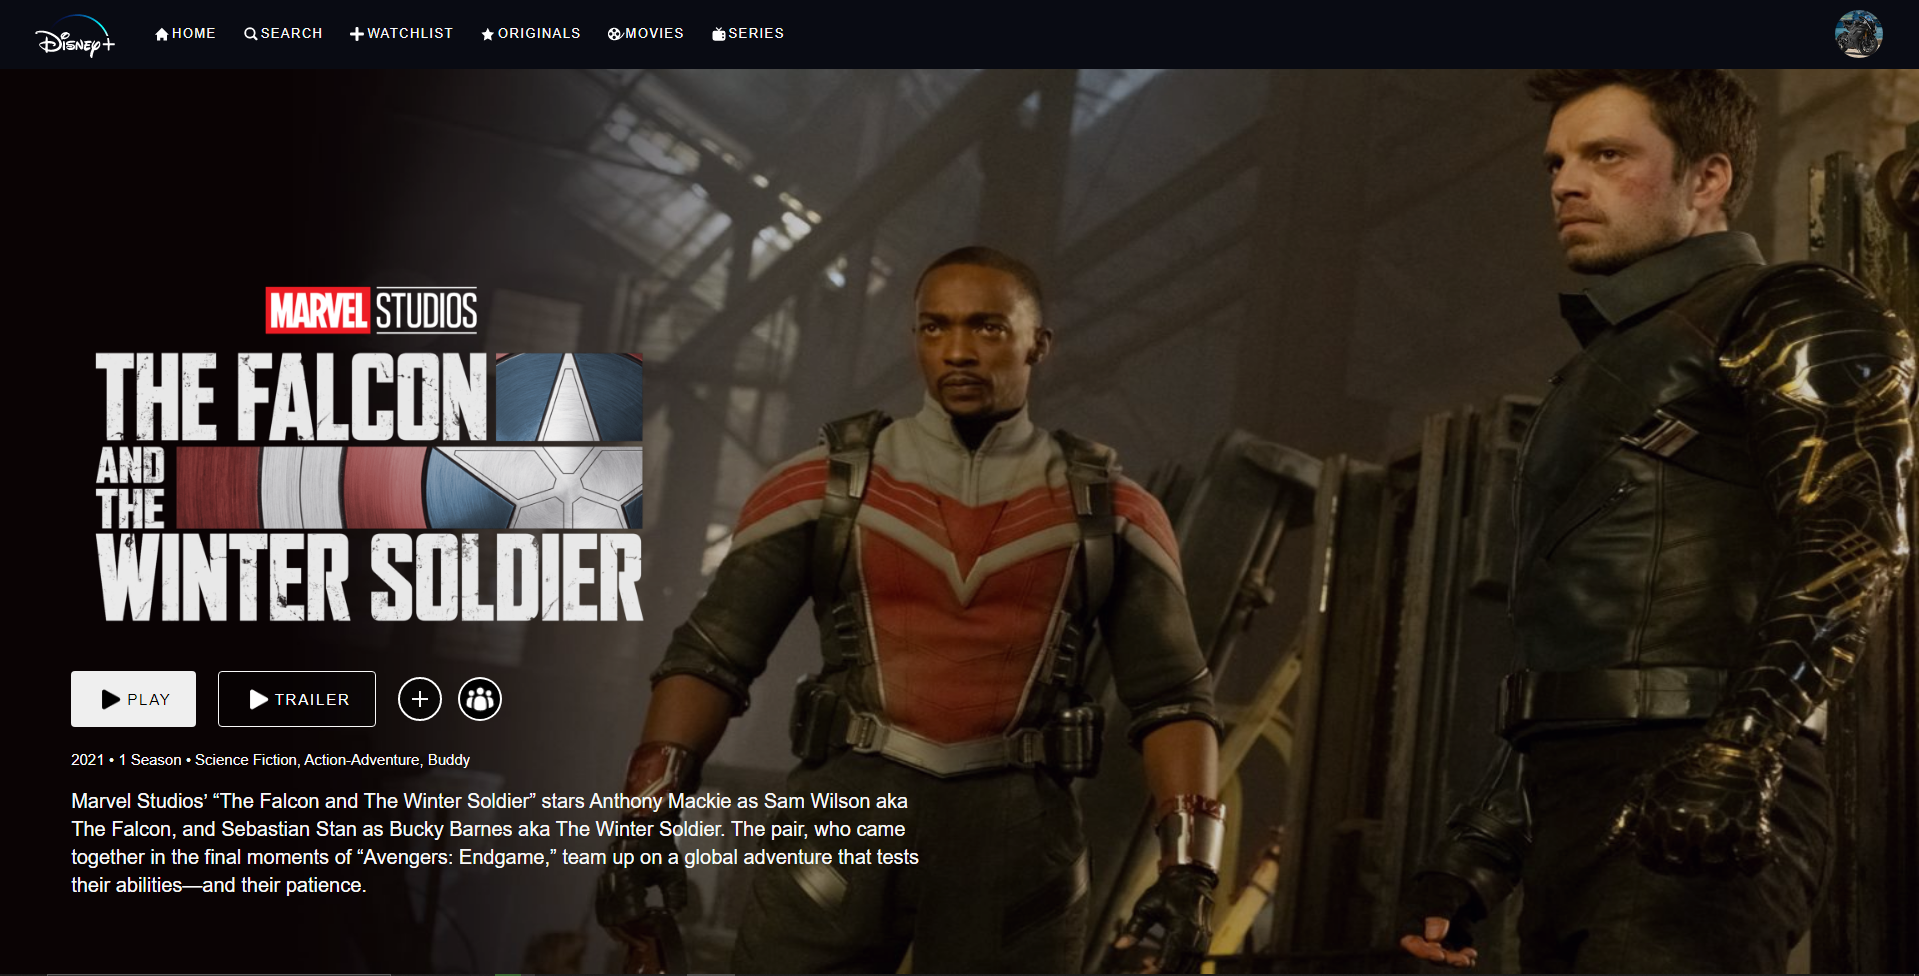 Disney+
HOME
SEARCH
WATCHLIST
ORIGINALS
MOVIES
SERIES
MARVEL STUDIOS
THE FALCON
AND
THE
WINTER SOLDIER
PLAY
TRAILER
2021 • 1 Season • Science Fiction, Action-Adventure, Buddy
Marvel Studios’ “The Falcon and The Winter Soldier” stars Anthony Mackie as Sam Wilson aka
The Falcon, and Sebastian Stan as Bucky Barnes aka The Winter Soldier. The pair, who came
together in the final moments of “Avengers: Endgame,” team up on a global adventure that tests
their abilities—and their patience.